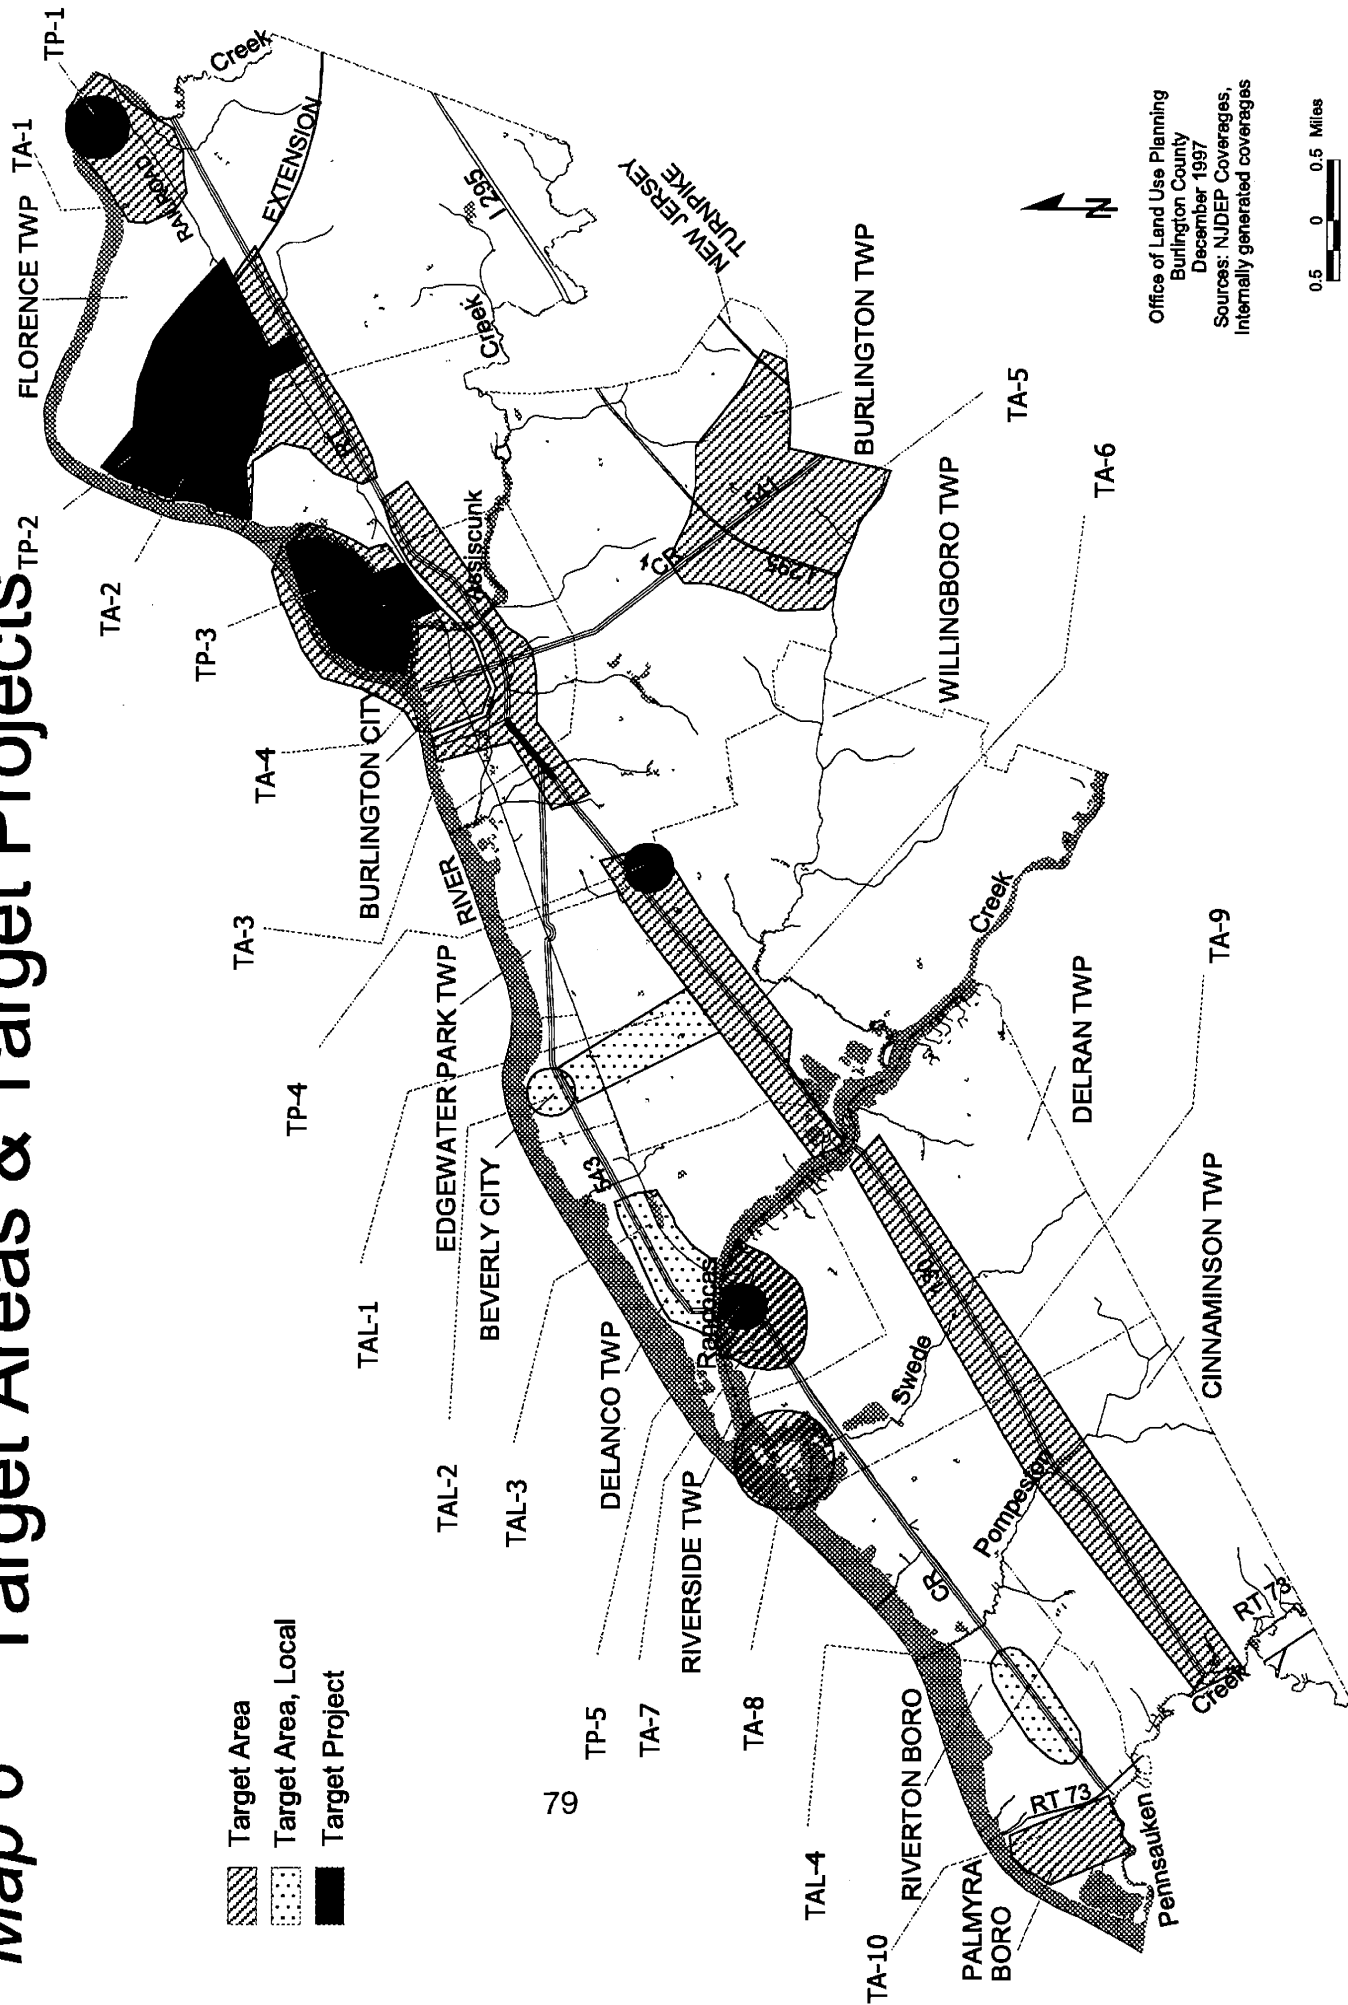 Map 6 Target Areas & Target Projects
Target Area
Target Area, Local
Target Project
79
TP-1
TA-1
FLORENCE TWP
TP-2
TA-2
TP-3
TA-4
BURLINGTON CITY
TA-3
RIVER
EDGEWATER PARK TWP
TP-4
BEVERLY CITY
TAL-1
TAL-2
TAL-3
DELANCO TWP
TP-5
TA-7
RIVERSIDE TWP
TA-8
TAL-4
RIVERTON BORO
TA-10
PALMYRA
BORO
Creek
RAILROAD
EXTENSION
I 295
NEW JERSEY
TURNPIKE
Creek
Assiscunk
RT
BURLINGTON TWP
TA-5
541
CR
I 295
WILLINGBORO TWP
TA-6
Creek
543
Rancocas
130
DELRAN TWP
TA-9
CINNAMINSON TWP
Swede
Pompeston
CR
RT 73
Creek
RT 73
Pennsauken
N
Office of Land Use Planning
Burlington County
December 1997
Sources: NJDEP Coverages,
Internally generated coverages
0.5 0 0.5 Miles